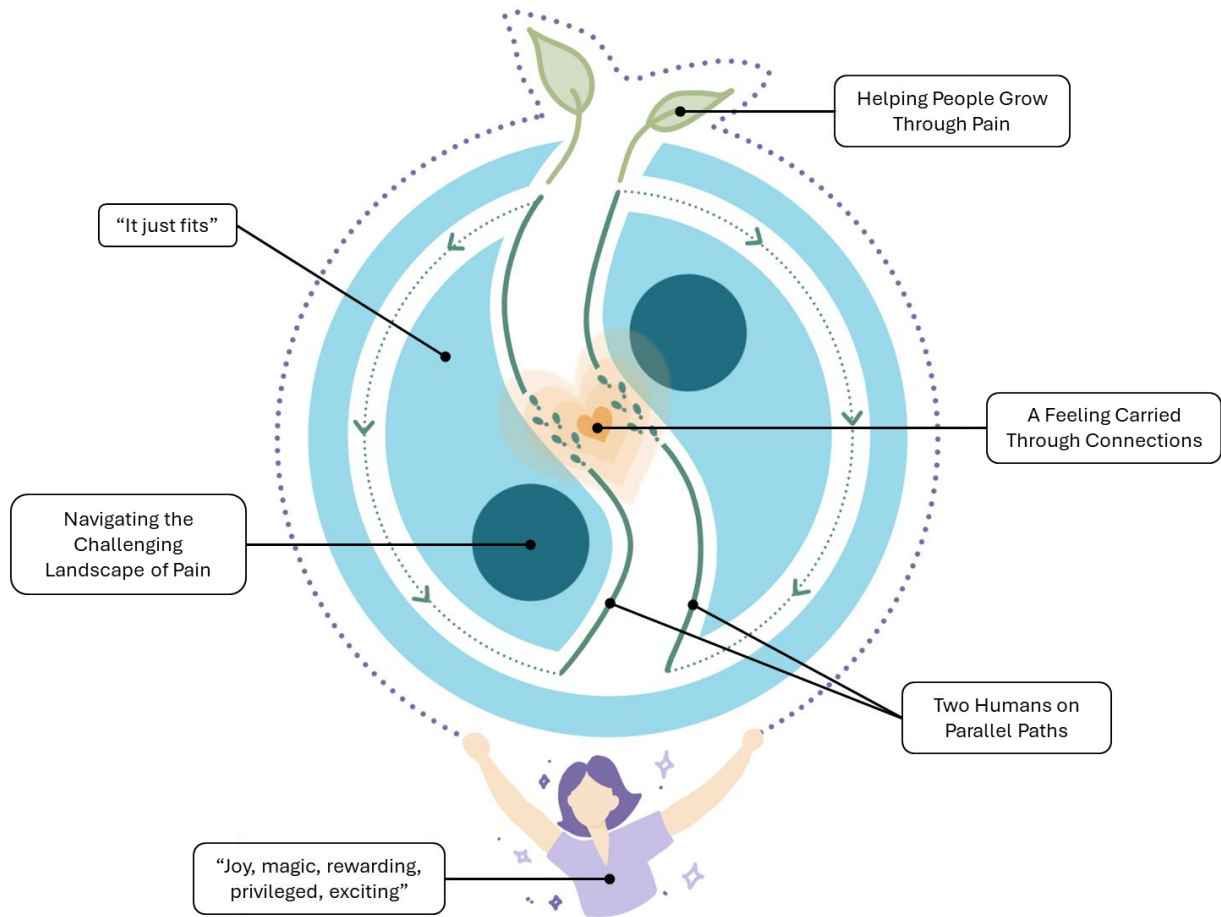 Helping People Grow
Through Pain
“It just fits”
A Feeling Carried
Through Connections
Navigating the
Challenging
Landscape of Pain
Two Humans on
Parallel Paths
“Joy, magic, rewarding,
privileged, exciting”